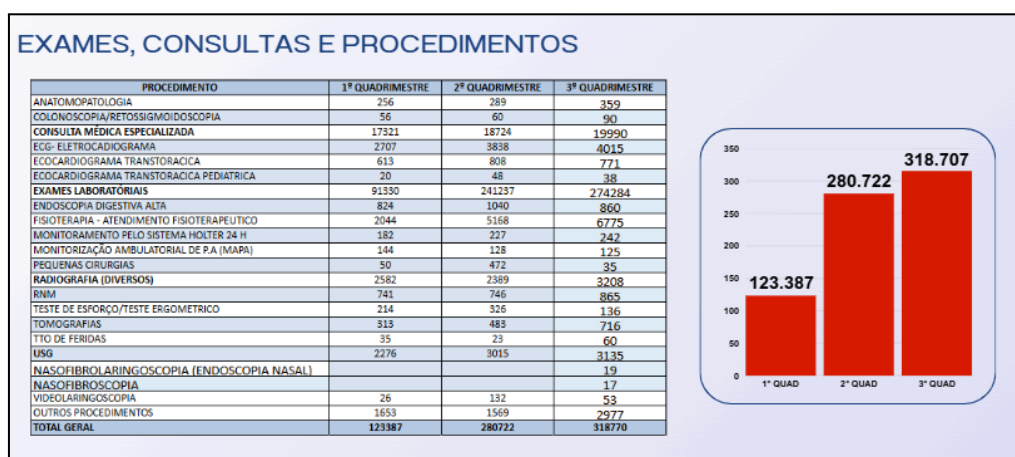 EXAMES, CONSULTAS E PROCEDIMENTOS
PROCEDIMENTO 1º QUADRIMESTRE 2º QUADRIMESTRE 3º QUADRIMESTRE
ANATOMOPATOLOGIA 256 289 359
COLONOSCOPIA/RETOSSIGMOIDOSCOPIA 56 60 90
CONSULTA MÉDICA ESPECIALIZADA 17321 18724 19990
ECG- ELETROCADIOGRAMA 2707 3838 4015
ECOCARDIOGRAMA TRANSTORACICA 613 808 771
ECOCARDIOGRAMA TRANSTORACICA PEDIATRICA 20 48 38
EXAMES LABORATÓRIAIS 91330 241237 274284
ENDOSCOPIA DIGESTIVA ALTA 824 1040 860
FISIOTERAPIA - ATENDIMENTO FISIOTERAPEUTICO 2044 5168 6775
MONITORAMENTO PELO SISTEMA HOLTER 24 H 182 227 242
MONITORIZAÇÃO AMBULATORIAL DE P.A (MAPA) 144 128 125
PEQUENAS CIRURGIAS 50 472 35
RADIOGRAFIA (DIVERSOS) 2582 2389 3208
RNM 741 746 865
TESTE DE ESFORÇO/TESTE ERGOMETRICO 214 326 136
TOMOGRAFIAS 313 483 716
TTO DE FERIDAS 35 23 60
USG 2276 3015 3135
NASOFIBROLARINGOSCOPIA (ENDOSCOPIA NASAL) 19
NASOFIBROSCOPIA 17
VIDEOLARINGOSCOPIA 26 132 53
OUTROS PROCEDIMENTOS 1653 1569 2977
TOTAL GERAL 123387 280722 318770
350
300
250
200
150
100
50
0
123.387
280.722
318.707
1° QUAD 2° QUAD 3° QUAD